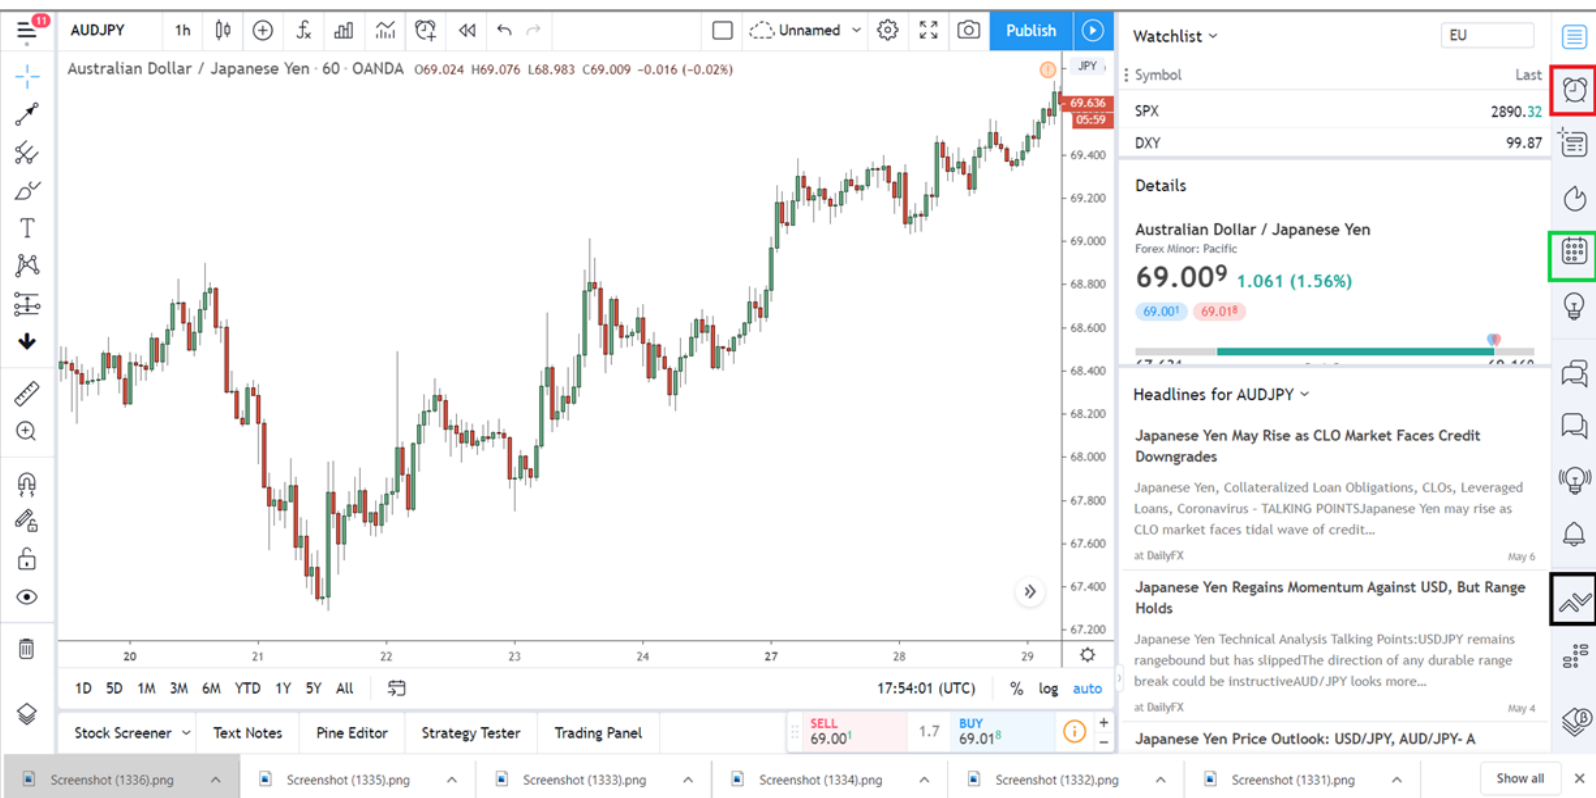 11
AUDJPY 1h Unnamed Publish
Australian Dollar / Japanese Yen · 60 · OANDA O69.024 H69.076 L68.983 C69.009 -0.016 (-0.02%)
JPY
69.636
05:59
69.400
69.200
69.000
68.800
68.600
68.400
68.200
68.000
67.800
67.600
67.400
67.200
20 21 22 23 24 27 28 29
1D 5D 1M 3M 6M YTD 1Y 5Y All
17:54:01 (UTC) % log auto
Stock Screener Text Notes Pine Editor Strategy Tester Trading Panel
SELL
69.001
1.7
BUY
69.018
Watchlist
EU
Symbol Last
SPX 2890.32
DXY 99.87
Details
Australian Dollar / Japanese Yen
Forex Minor: Pacific
69.009 1.061 (1.56%)
69.001 69.018
Headlines for AUDJPY
Japanese Yen May Rise as CLO Market Faces Credit
Downgrades
Japanese Yen, Collateralized Loan Obligations, CLOs, Leveraged
Loans, Coronavirus - TALKING POINTSJapanese Yen may rise as
CLO market faces tidal wave of credit...
at DailyFX May 6
Japanese Yen Regains Momentum Against USD, But Range
Holds
Japanese Yen Technical Analysis Talking Points:USDJPY remains
rangebound but has slippedThe direction of any durable range
break could be instructiveAUD/JPY looks more...
at DailyFX May 4
Japanese Yen Price Outlook: USD/JPY, AUD/JPY- A
Screenshot (1336).png Screenshot (1335).png Screenshot (1333).png Screenshot (1334).png Screenshot (1332).png Screenshot (1331).png Show all